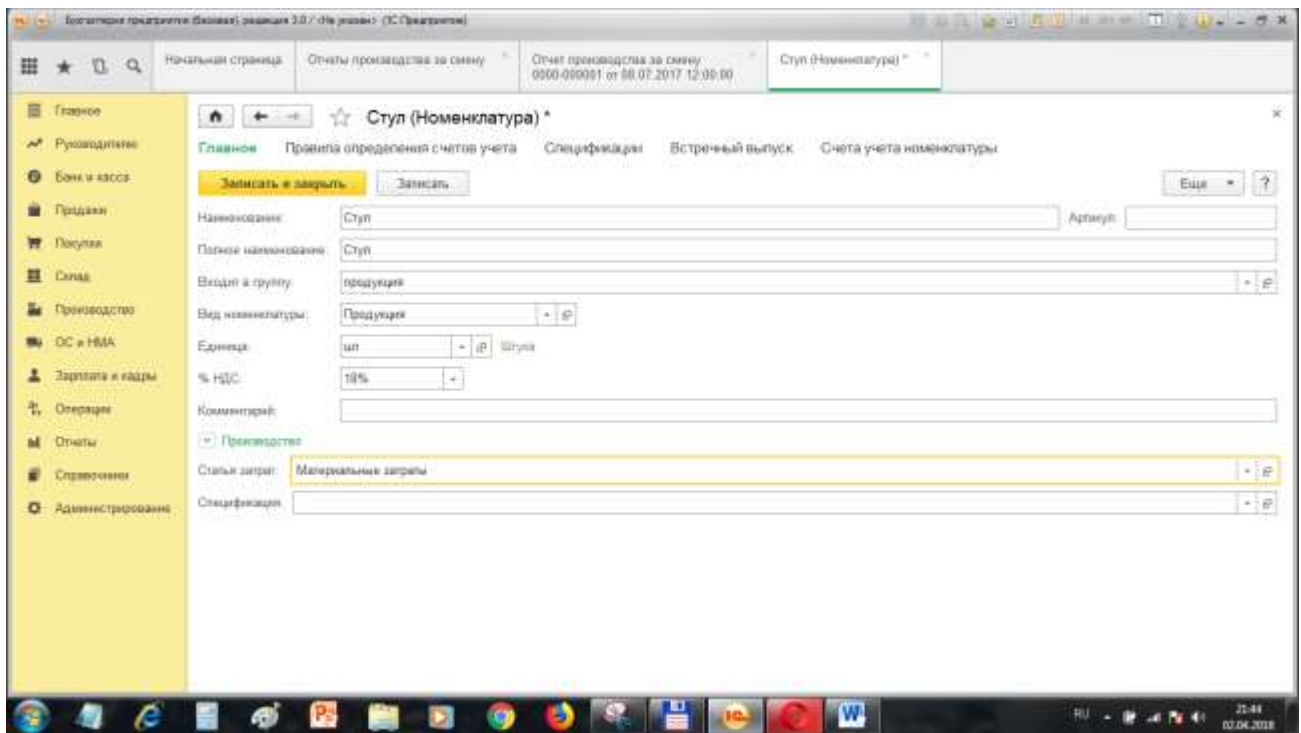 Бухгалтерия предприятия (базовая), редакция 3.0 / <Не указан> (1С:Предприятие)
Начальная страница
Отчеты производства за смену
Отчет производства за смену
0000-000001 от 08.07.2017 12:00:00
Стул (Номенклатура) *
Главное
Руководителю
Банк и касса
Продажи
Покупки
Склад
Производство
ОС и НМА
Зарплата и кадры
Операции
Отчеты
Справочники
Администрирование
Стул (Номенклатура) *
Главное Правила определения счетов учета Спецификации Встречный выпуск Счета учета номенклатуры
Записать и закрыть Записать Еще ?
Наименование: Стул Артикул:
Полное наименование: Стул
Входит в группу: продукция
Вид номенклатуры: Продукция
Единица: шт Штука
% НДС: 18%
Комментарий:
Производство
Статья затрат: Материальные затраты
Спецификация:
RU
21:44
02.04.2018